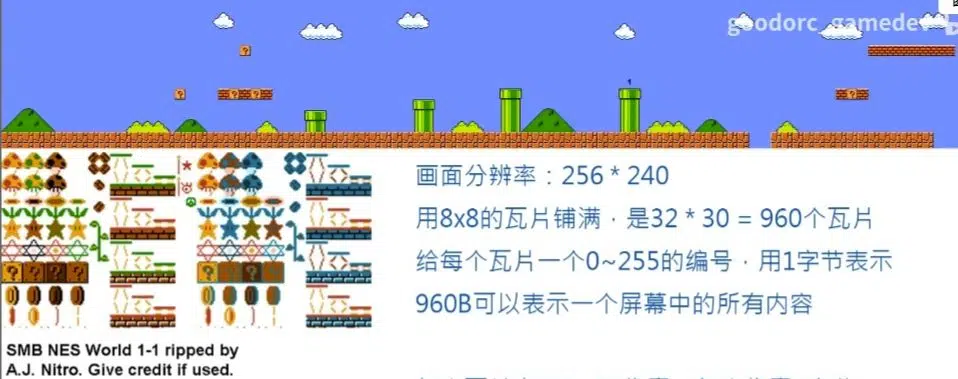 goodorc_gamedev
画面分辨率：256 * 240
用8x8的瓦片铺满，是32 * 30 = 960个瓦片
给每个瓦片一个0~255的编号，用1字节表示
960B可以表示一个屏幕中的所有内容
SMB NES World 1-1 ripped by
A.J. Nitro. Give credit if used.